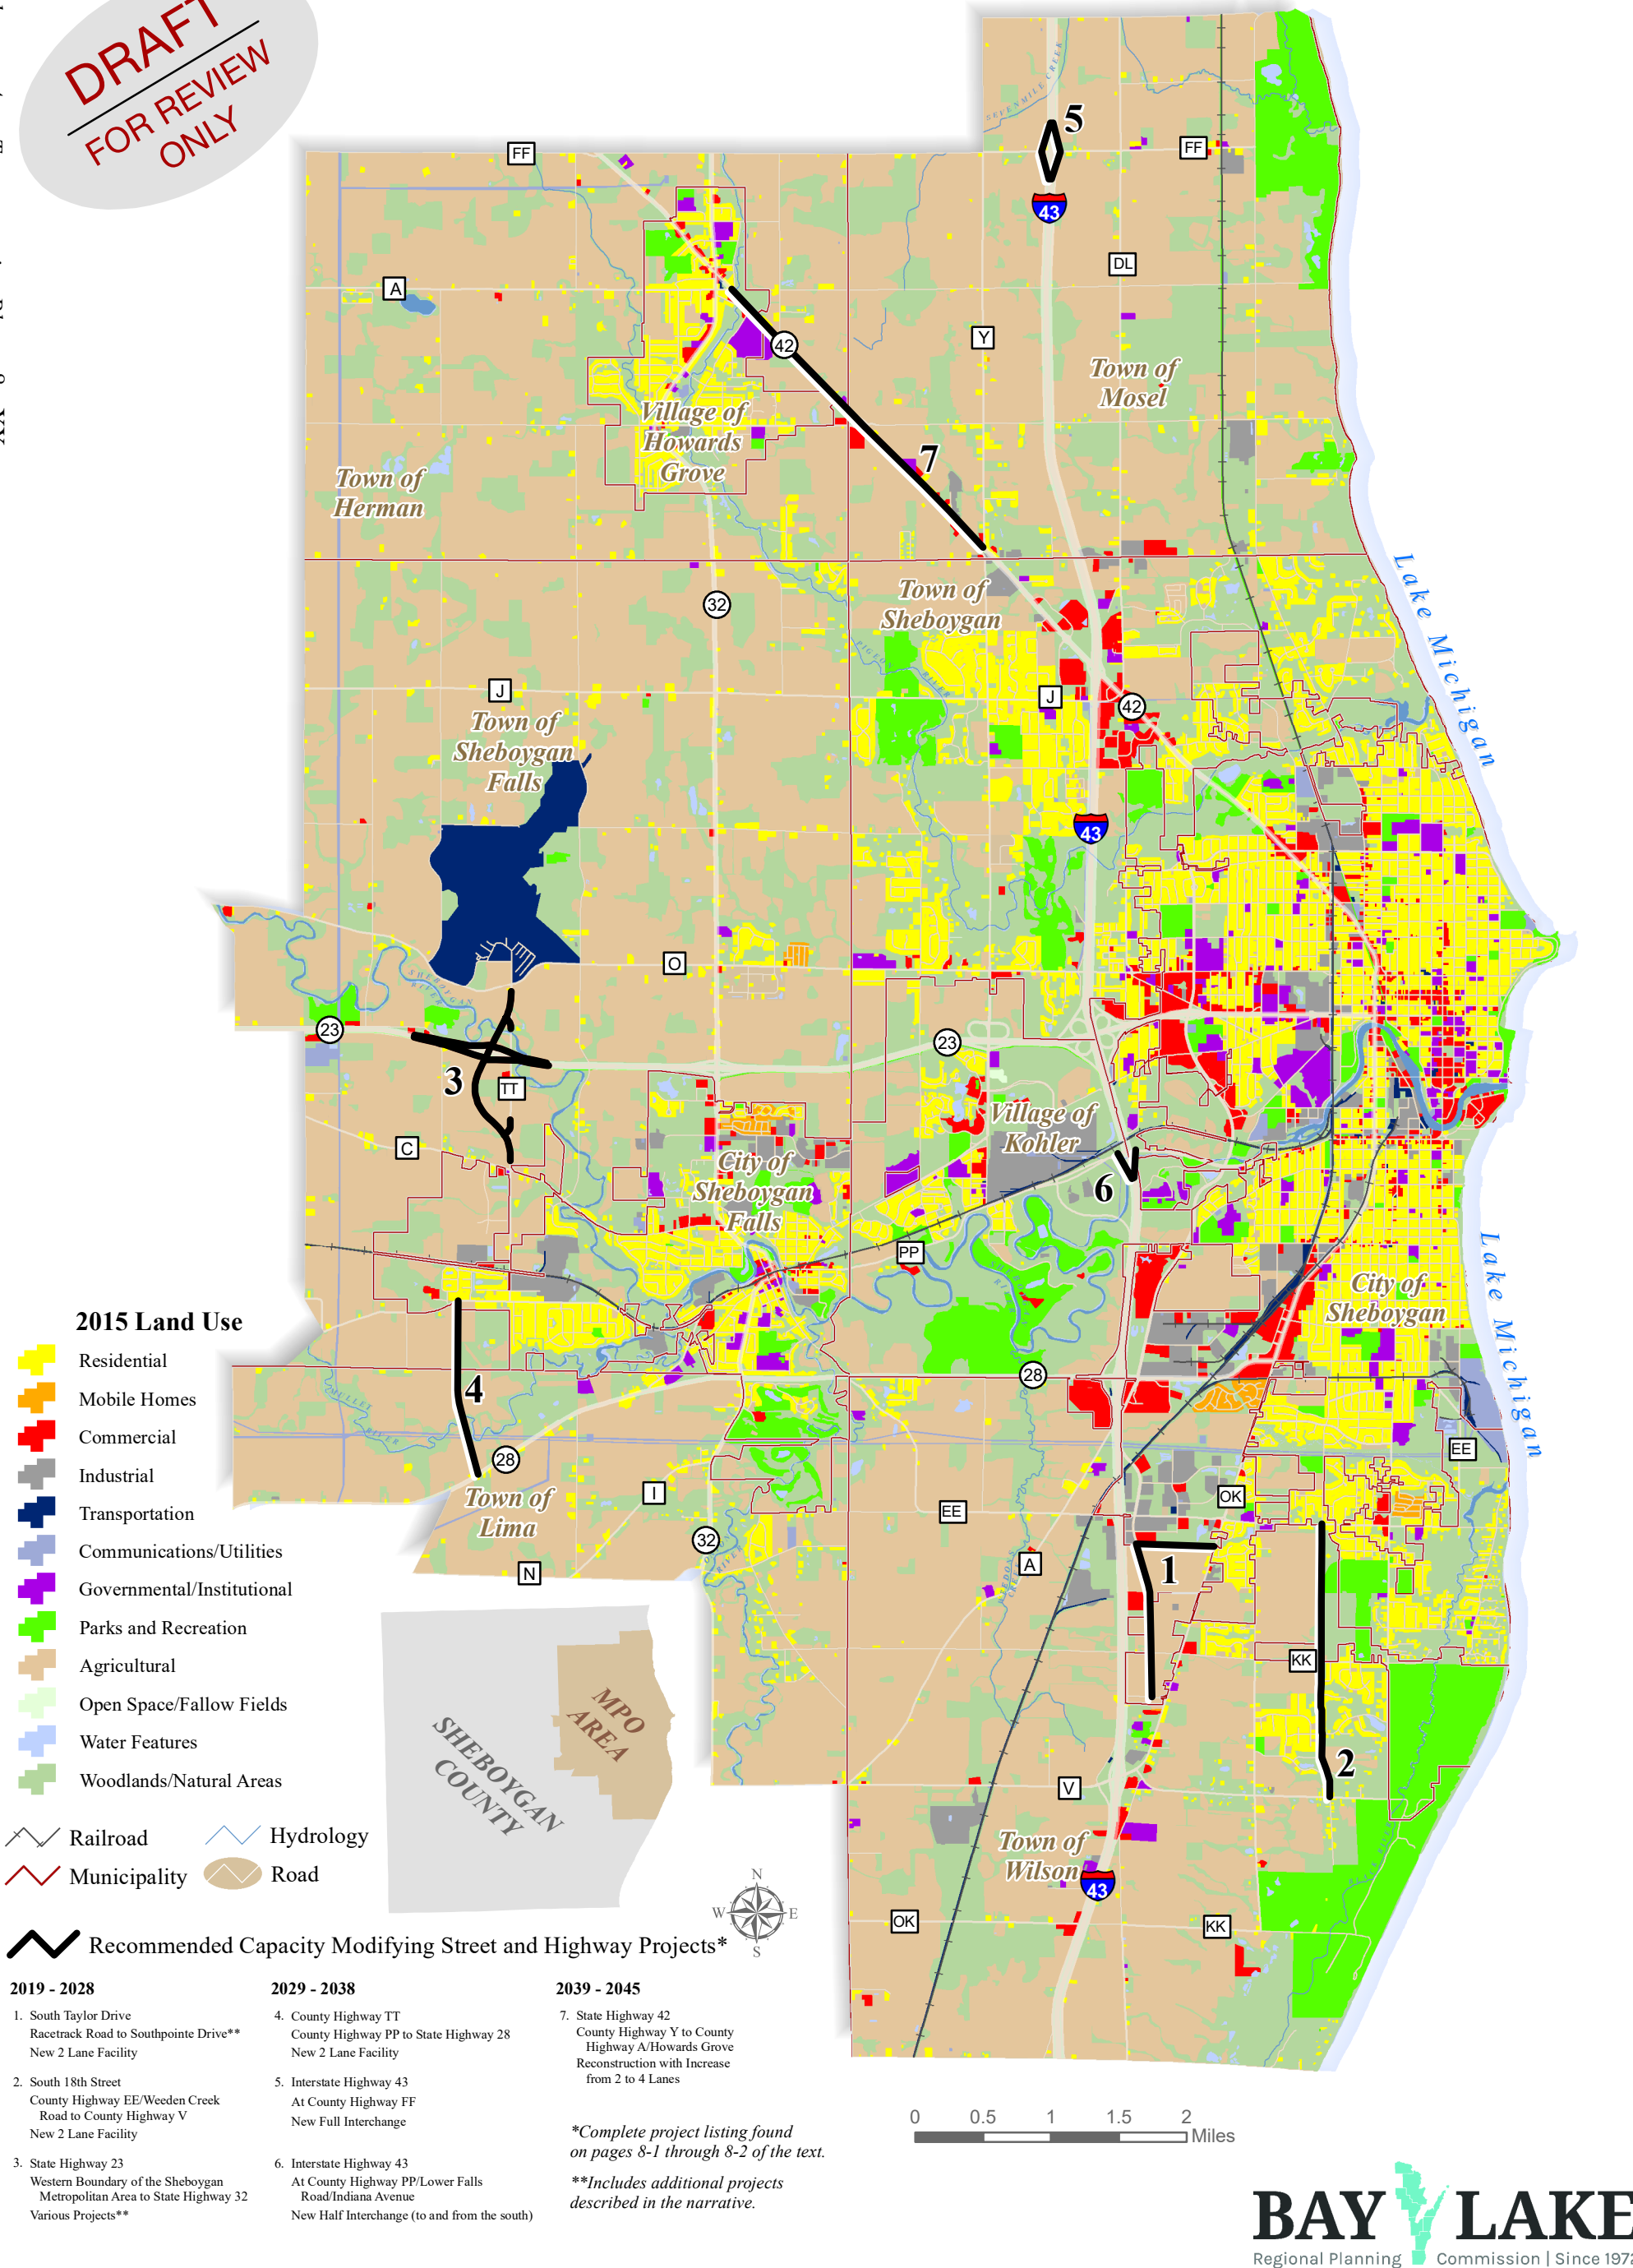 DRAFT
FOR REVIEW
ONLY
5
FF
FF
SEVENMILE CREEK
43
DL
A
Y
42
Town of
Mosel
Village of
Howards
Grove
7
Town of
Herman
Lake Michigan
Town of
Sheboygan
32
PIGEON
RIVER
J
J
42
Town of
Sheboygan
Falls
43
O
SHEBOYGAN
RIVER
23
23
3
TT
Village of
Kohler
C
City of
Sheboygan
Falls
6
PP
Lake Michigan
City of
Sheboygan
28
4
MULLET
RIVER
EE
28
I
Town of
Lima
EE
OK
32
N
A
1
KK
2
V
Town of
Wilson
43
OK
KK
BLACK RIVER
2015 Land Use
Residential
Mobile Homes
Commercial
Industrial
Transportation
Communications/Utilities
Governmental/Institutional
Parks and Recreation
Agricultural
Open Space/Fallow Fields
Water Features
Woodlands/Natural Areas
Railroad
Hydrology
Municipality
Road
SHEBOYGAN
COUNTY
MPO
AREA
N
W E
S
Recommended Capacity Modifying Street and Highway Projects*
2019 - 2028
1. South Taylor Drive
Racetrack Road to Southpointe Drive**
New 2 Lane Facility
2. South 18th Street
County Highway EE/Weeden Creek
Road to County Highway V
New 2 Lane Facility
3. State Highway 23
Western Boundary of the Sheboygan
Metropolitan Area to State Highway 32
Various Projects**
2029 - 2038
4. County Highway TT
County Highway PP to State Highway 28
New 2 Lane Facility
5. Interstate Highway 43
At County Highway FF
New Full Interchange
6. Interstate Highway 43
At County Highway PP/Lower Falls
Road/Indiana Avenue
New Half Interchange (to and from the south)
2039 - 2045
7. State Highway 42
County Highway Y to County
Highway A/Howards Grove
Reconstruction with Increase
from 2 to 4 Lanes
*Complete project listing found
on pages 8-1 through 8-2 of the text.
**Includes additional projects
described in the narrative.
0 0.5 1 1.5 2
Miles
BAY LAKE
Regional Planning Commission | Since 1972